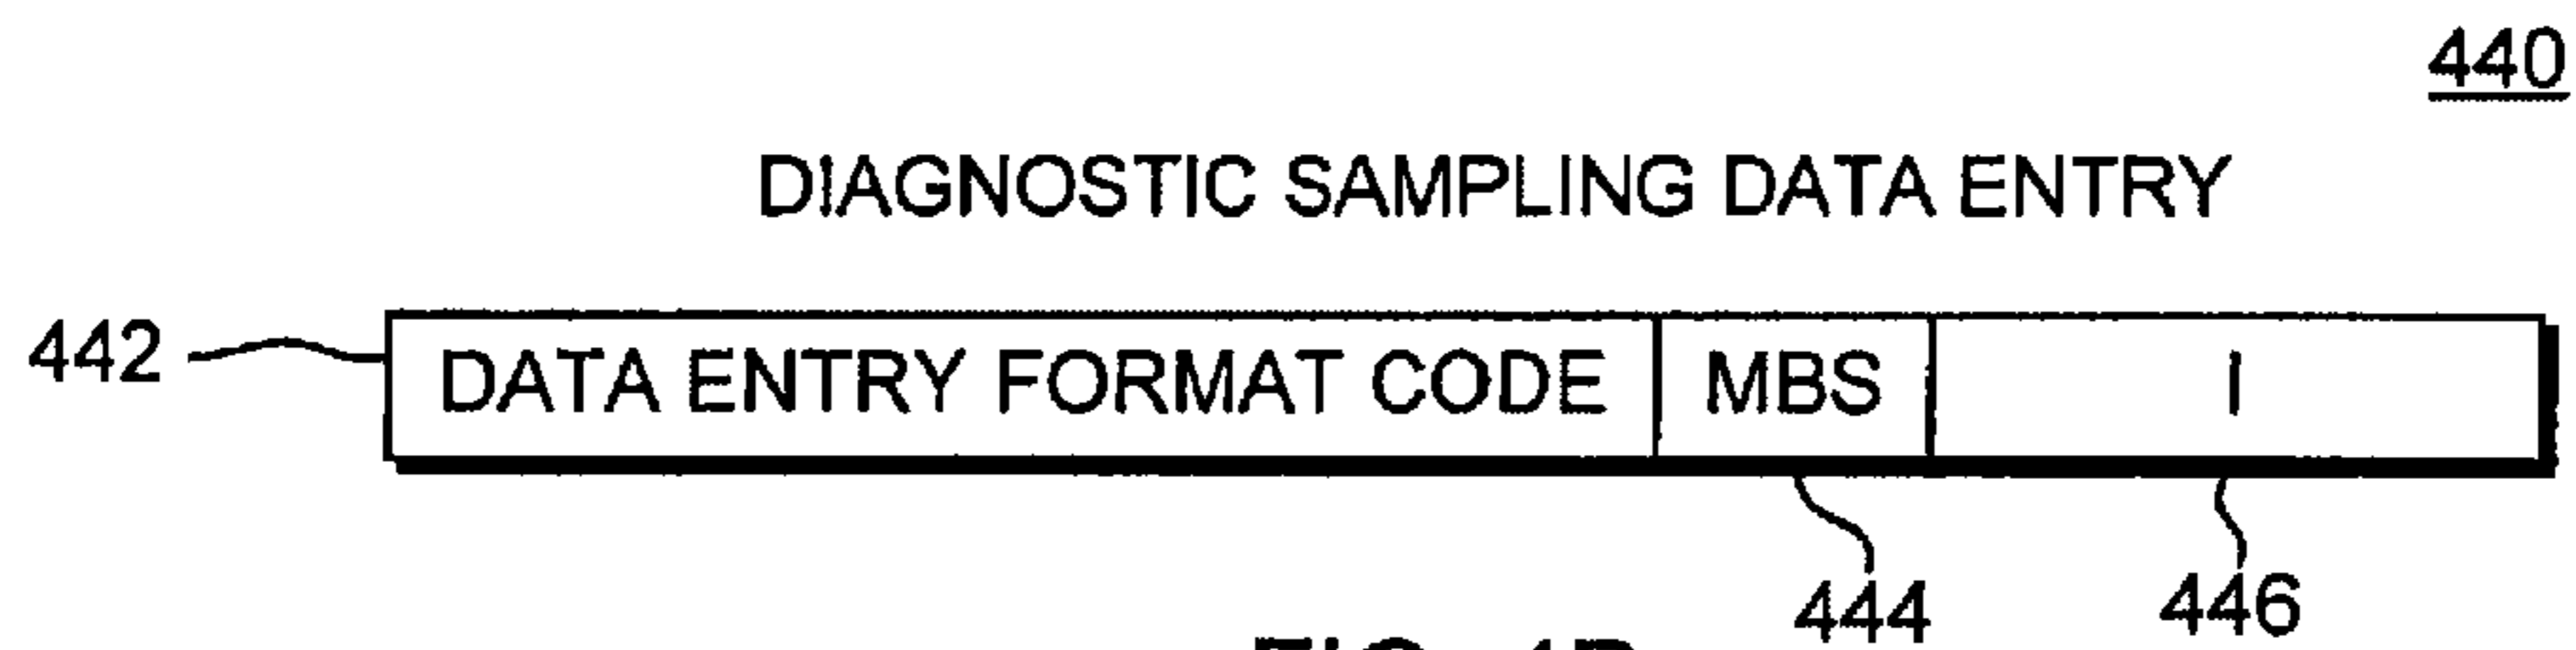 440
DIAGNOSTIC SAMPLING DATA ENTRY
442 DATA ENTRY FORMAT CODE MBS I
444 446